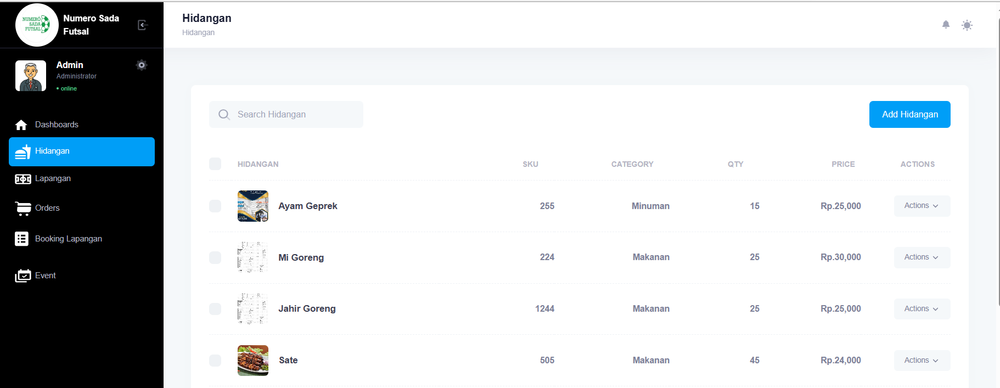 NUMERO
SADA
FUTSAL
Numero Sada
Futsal
Admin
Administrator
online
Dashboards
Hidangan
Lapangan
Orders
Booking Lapangan
Event
Hidangan
Hidangan
Search Hidangan
Add Hidangan
HIDANGAN SKU CATEGORY QTY PRICE ACTIONS
Ayam Geprek 255 Minuman 15 Rp.25,000 Actions
Mi Goreng 224 Makanan 25 Rp.30,000 Actions
Jahir Goreng 1244 Makanan 25 Rp.25,000 Actions
Sate 505 Makanan 45 Rp.24,000 Actions